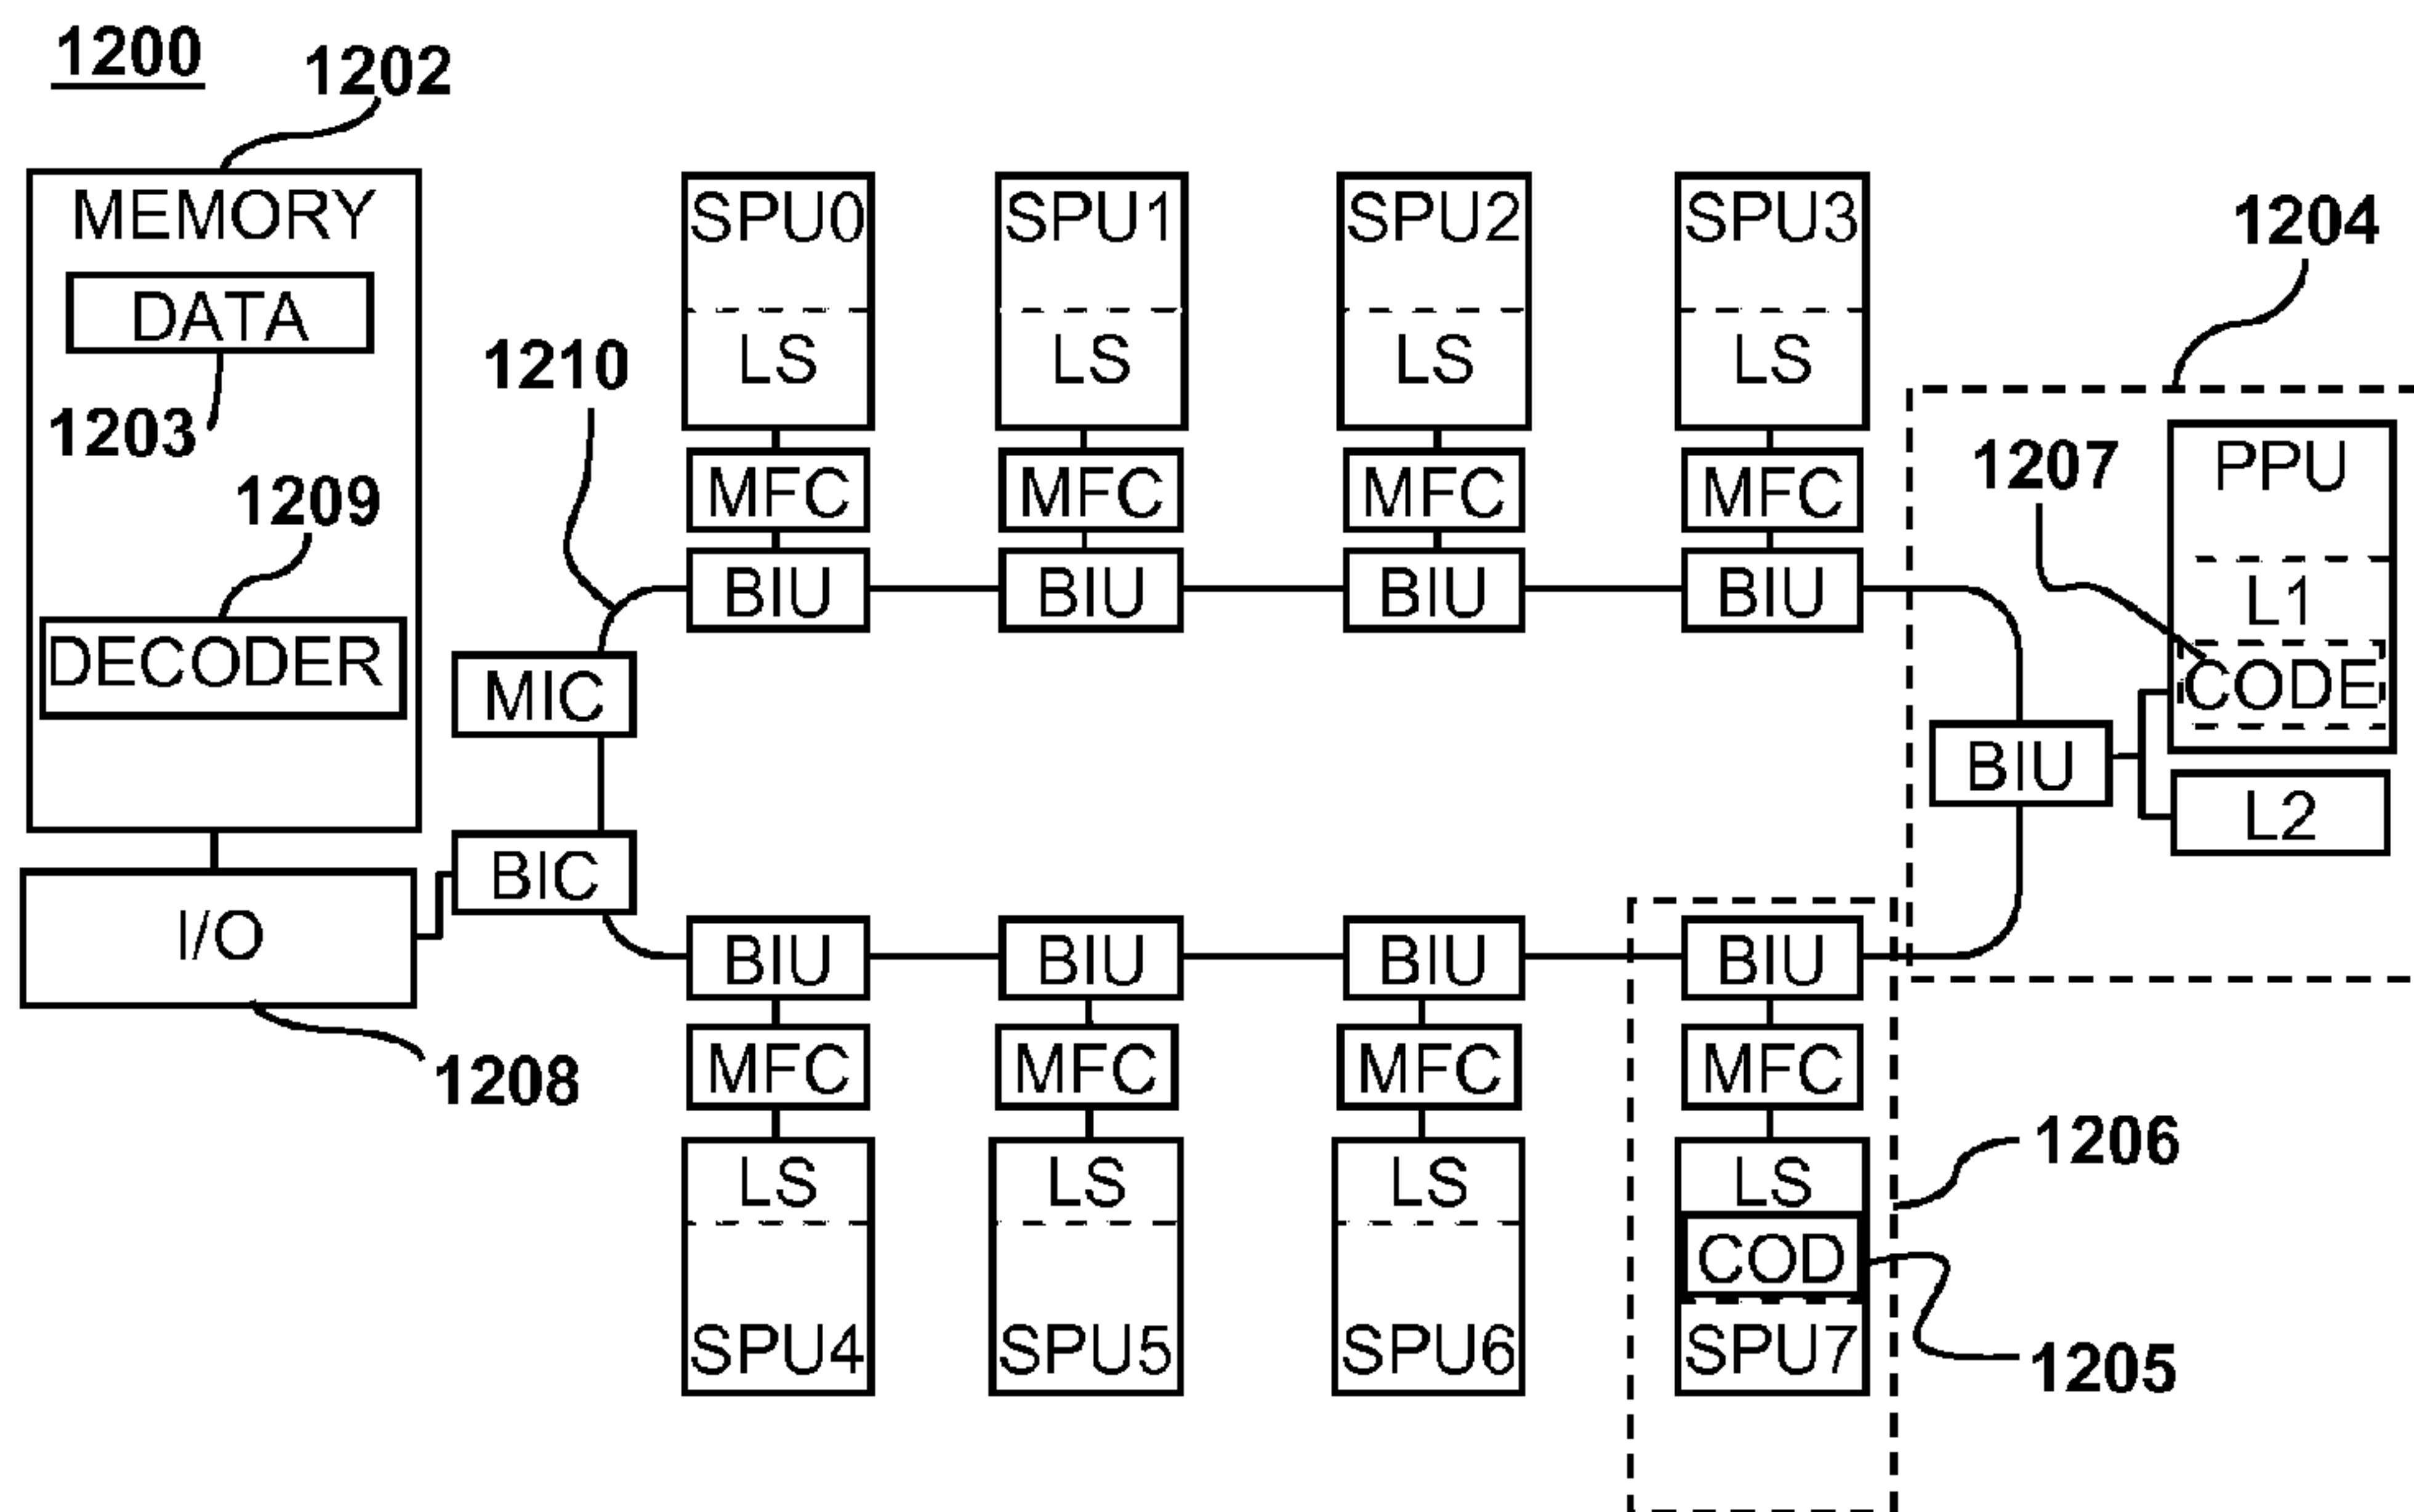 1200
1202
MEMORY
DATA
1203
1209
DECODER
I/O
1208
1210
MIC
BIC
SPU0
LS
MFC
BIU
SPU1
LS
MFC
BIU
SPU2
LS
MFC
BIU
SPU3
LS
MFC
BIU
1204
1207
PPU
L1
CODE
BIU
L2
BIU
MFC
LS
SPU4
BIU
MFC
LS
SPU5
BIU
MFC
LS
SPU6
BIU
MFC
LS
COD
SPU7
1206
1205